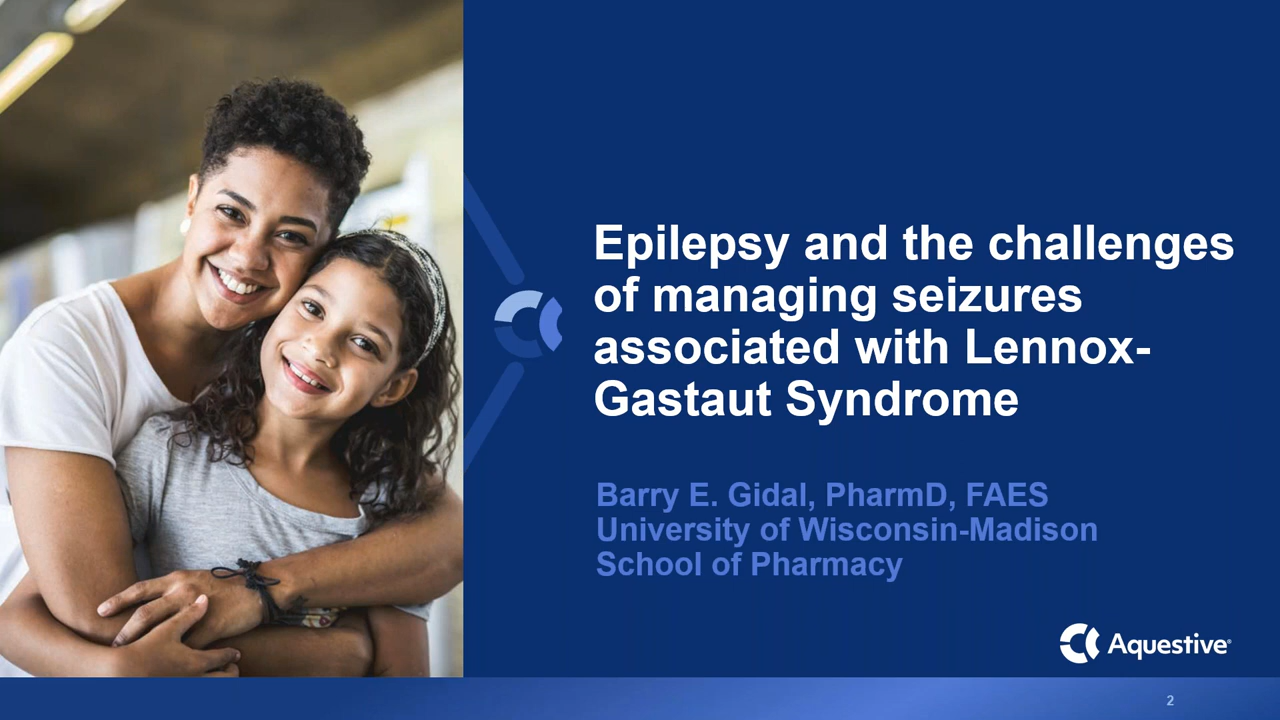 Epilepsy and the challenges
of managing seizures
associated with Lennox-
Gastaut Syndrome
Barry E. Gidal, PharmD, FAES
University of Wisconsin-Madison
School of Pharmacy
Aquestive®
2